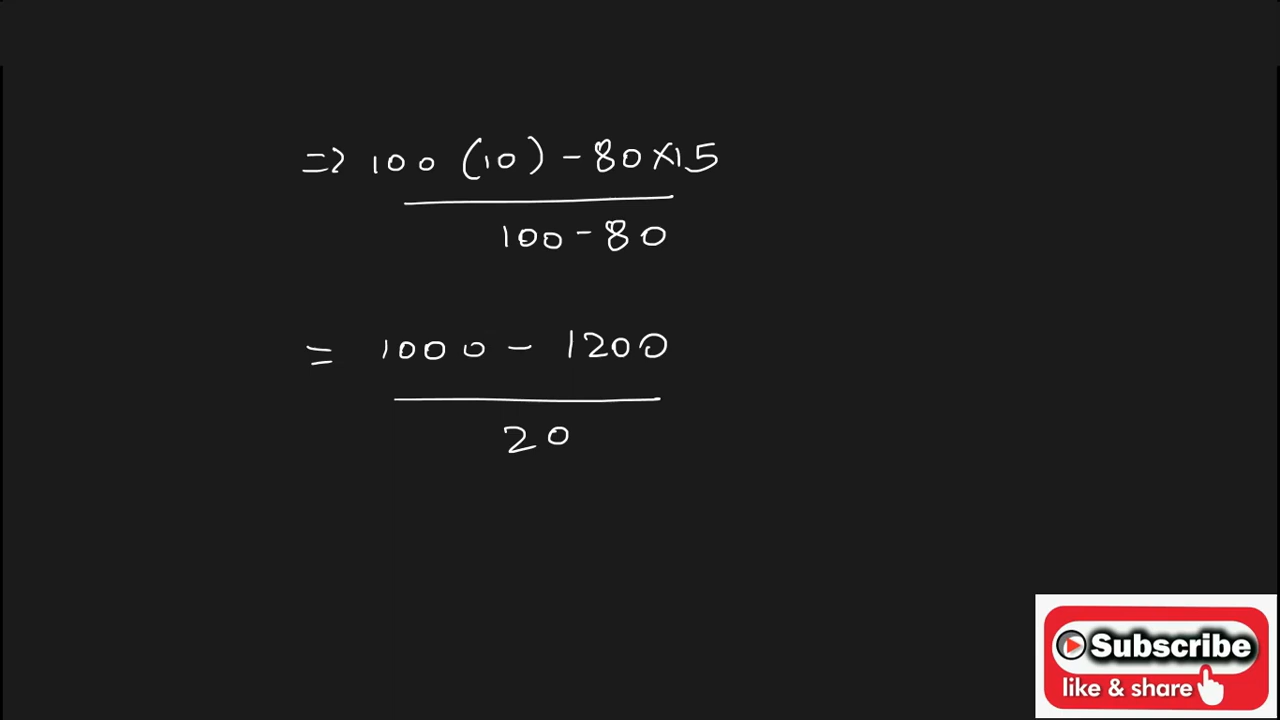 => 100 (10) - 80×15
100 - 80
= 1000 - 1200
20
Subscribe
like & share